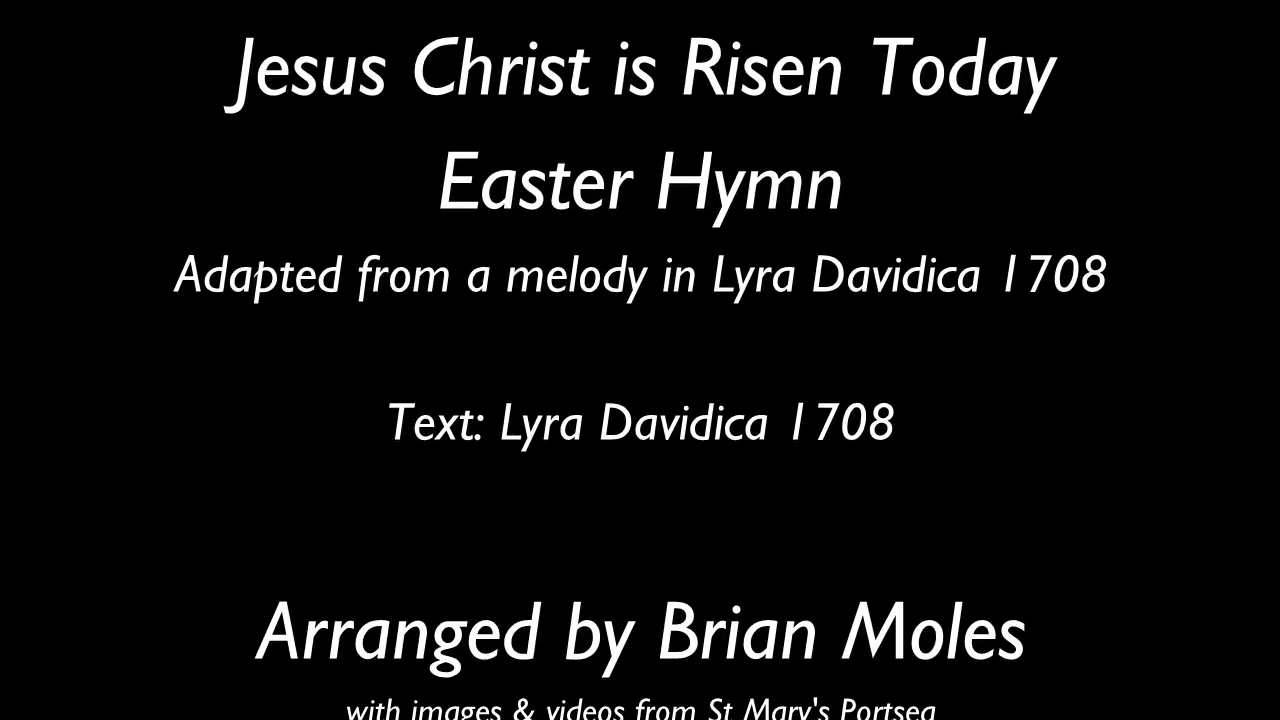 Jesus Christ is Risen Today
Easter Hymn
Adapted from a melody in Lyra Davidica 1708
Text: Lyra Davidica 1708
Arranged by Brian Moles
with images & videos from St Mary's Portsea